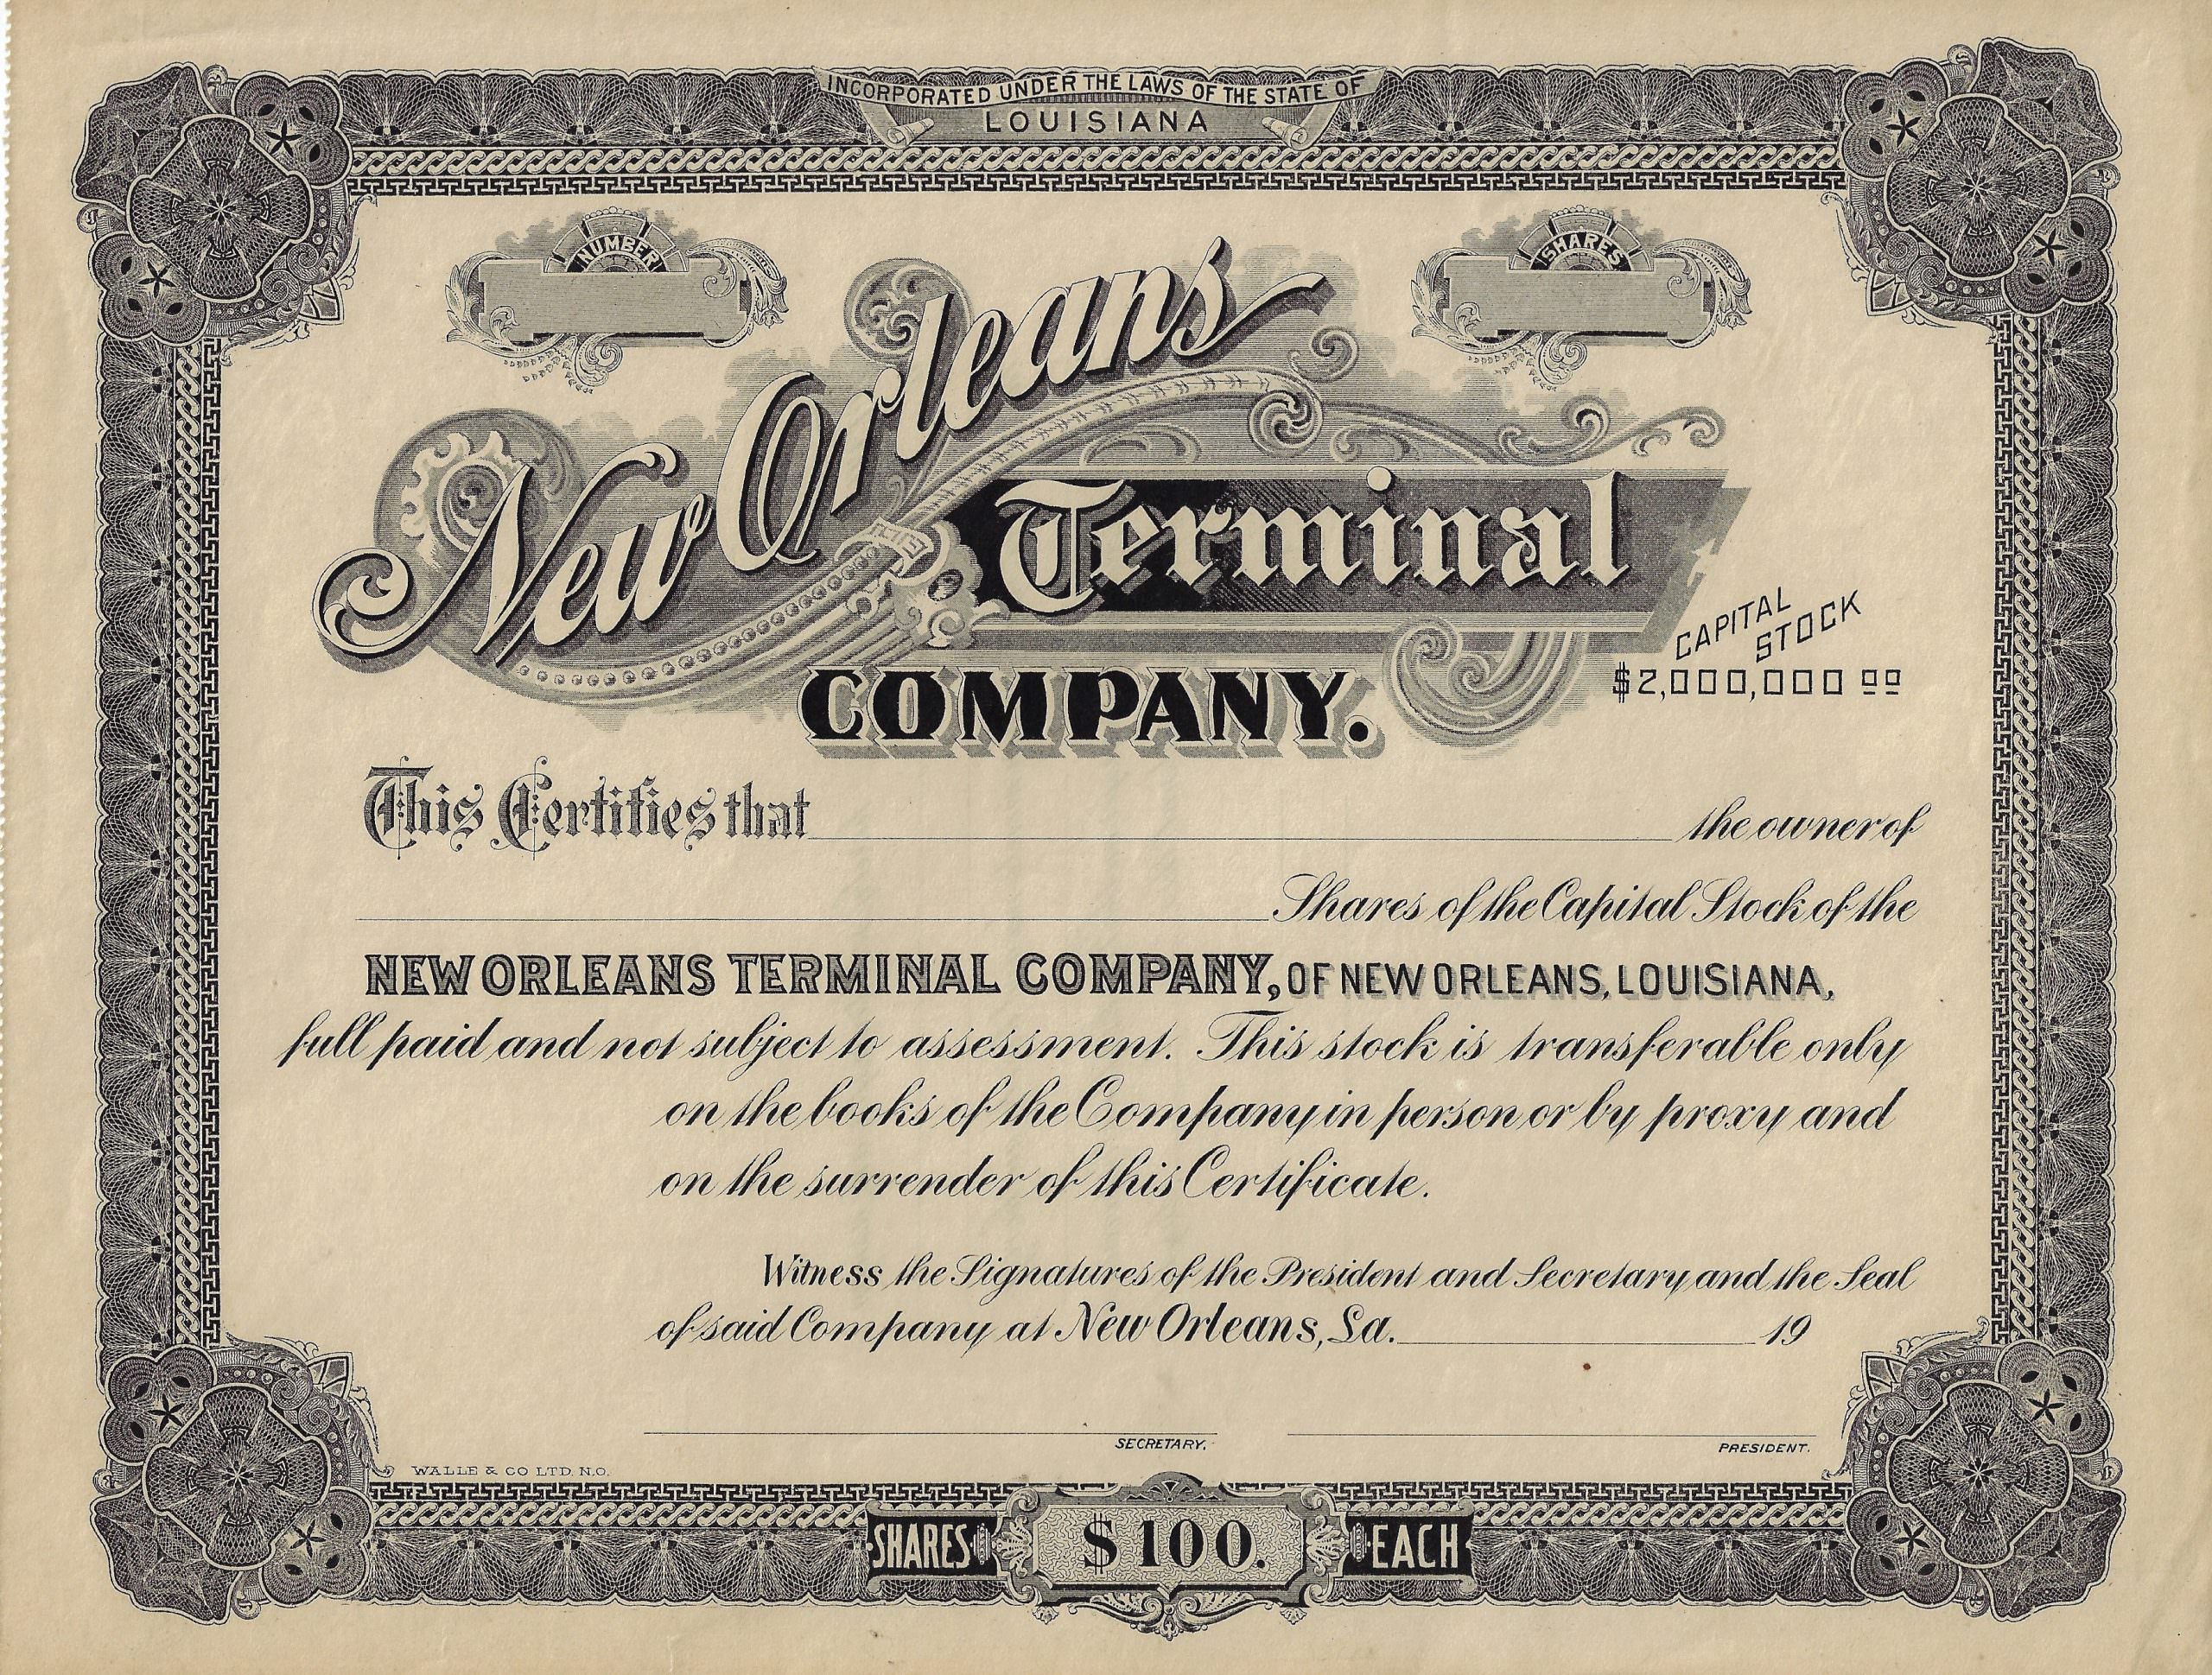 INCORPORATED UNDER THE LAWS OF THE STATE OF
LOUISIANA
NUMBER
SHARES
New Orleans
Terminal
COMPANY.
CAPITAL
STOCK
$2,000,000 00
This Certifies that the owner of
Shares of the Capital Stock of the
NEW ORLEANS TERMINAL COMPANY, OF NEW ORLEANS, LOUISIANA,
full paid and not subject to assessment. This stock is transferable only
on the books of the Company in person or by proxy and
on the surrender of this Certificate.
Witness the Signatures of the President and Secretary and the Seal
of said Company at New Orleans, La. 19
SECRETARY.
PRESIDENT.
WALLE & CO LTD. N.O.
SHARES $100. EACH